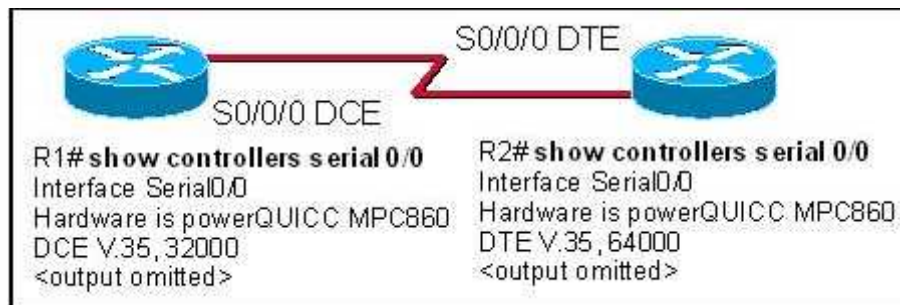 S0/0/0 DTE
S0/0/0 DCE
R1# show controllers serial 0/0
Interface Serial0/0
Hardware is powerQUICC MPC860
DCE V.35, 32000
<output omitted>
R2# show controllers serial 0/0
Interface Serial0/0
Hardware is powerQUICC MPC860
DTE V.35, 64000
<output omitted>